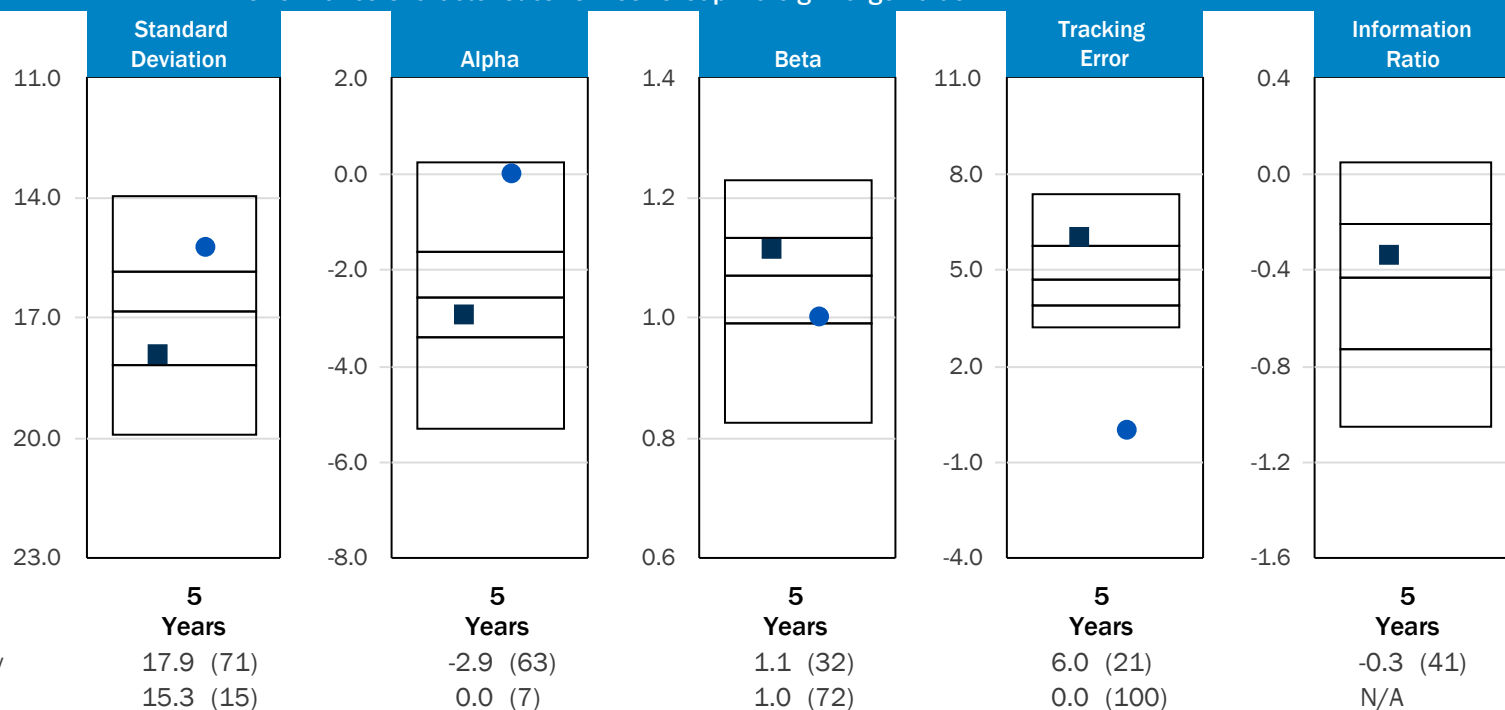 Standard
Deviation
Alpha
Beta
Tracking
Error
Information
Ratio
11.0
14.0
17.0
20.0
23.0
2.0
0.0
-2.0
-4.0
-6.0
-8.0
1.4
1.2
1.0
0.8
0.6
11.0
8.0
5.0
2.0
-1.0
-4.0
0.4
0.0
-0.4
-0.8
-1.2
-1.6
5 5 5 5 5
Years Years Years Years Years
17.9 (71) -2.9 (63) 1.1 (32) 6.0 (21) -0.3 (41)
15.3 (15) 0.0 (7) 1.0 (72) 0.0 (100) N/A